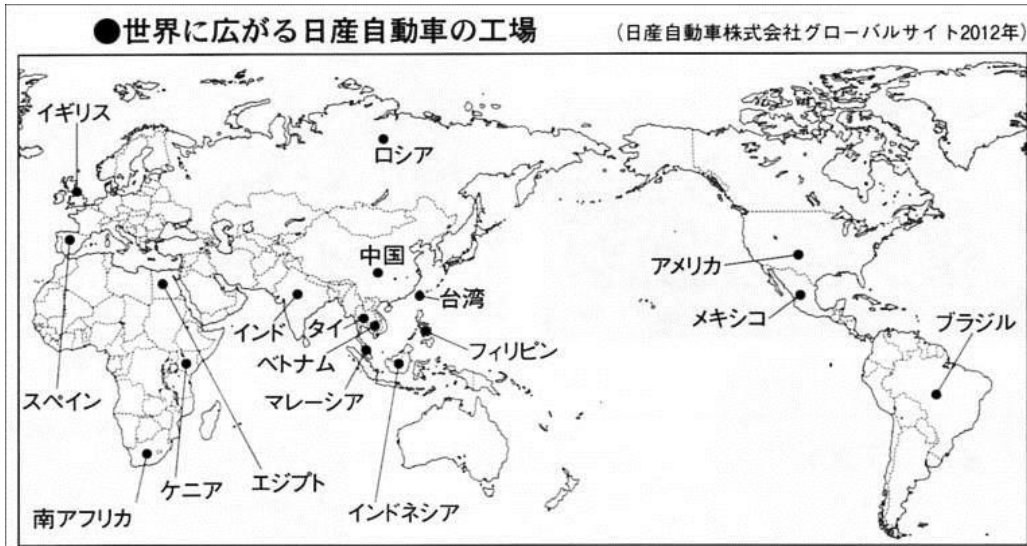 ●世界に広がる日産自動車の工場 (日産自動車株式会社グローバルサイト2012年)
イギリス
ロシア
中国
アメリカ
台湾
メキシコ
ブラジル
インド
タイ
フィリピン
ベトナム
スペイン
マレーシア
エジプト
ケニア
インドネシア
南アフリカ